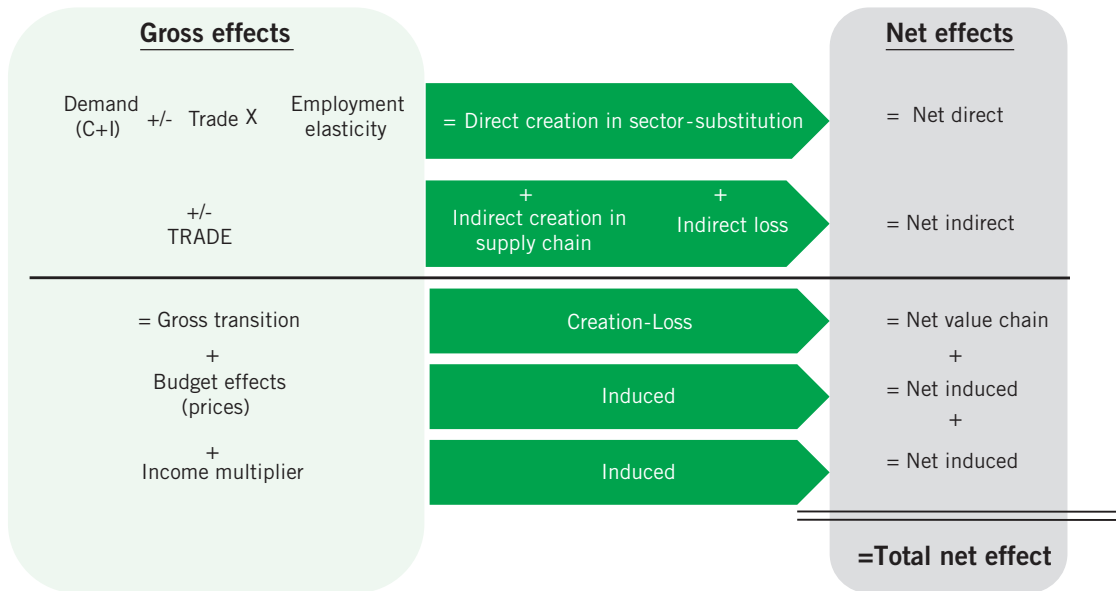 Gross effects
Net effects
Demand
(C+I)
+/- Trade X
Employment
elasticity
= Direct creation in sector-substitution
= Net direct
+/-
TRADE
+
Indirect creation in
supply chain
+
Indirect loss
= Net indirect
= Gross transition
Creation-Loss
= Net value chain
+
+
Budget effects
(prices)
Induced
= Net induced
+
+
Income multiplier
Induced
= Net induced
=Total net effect